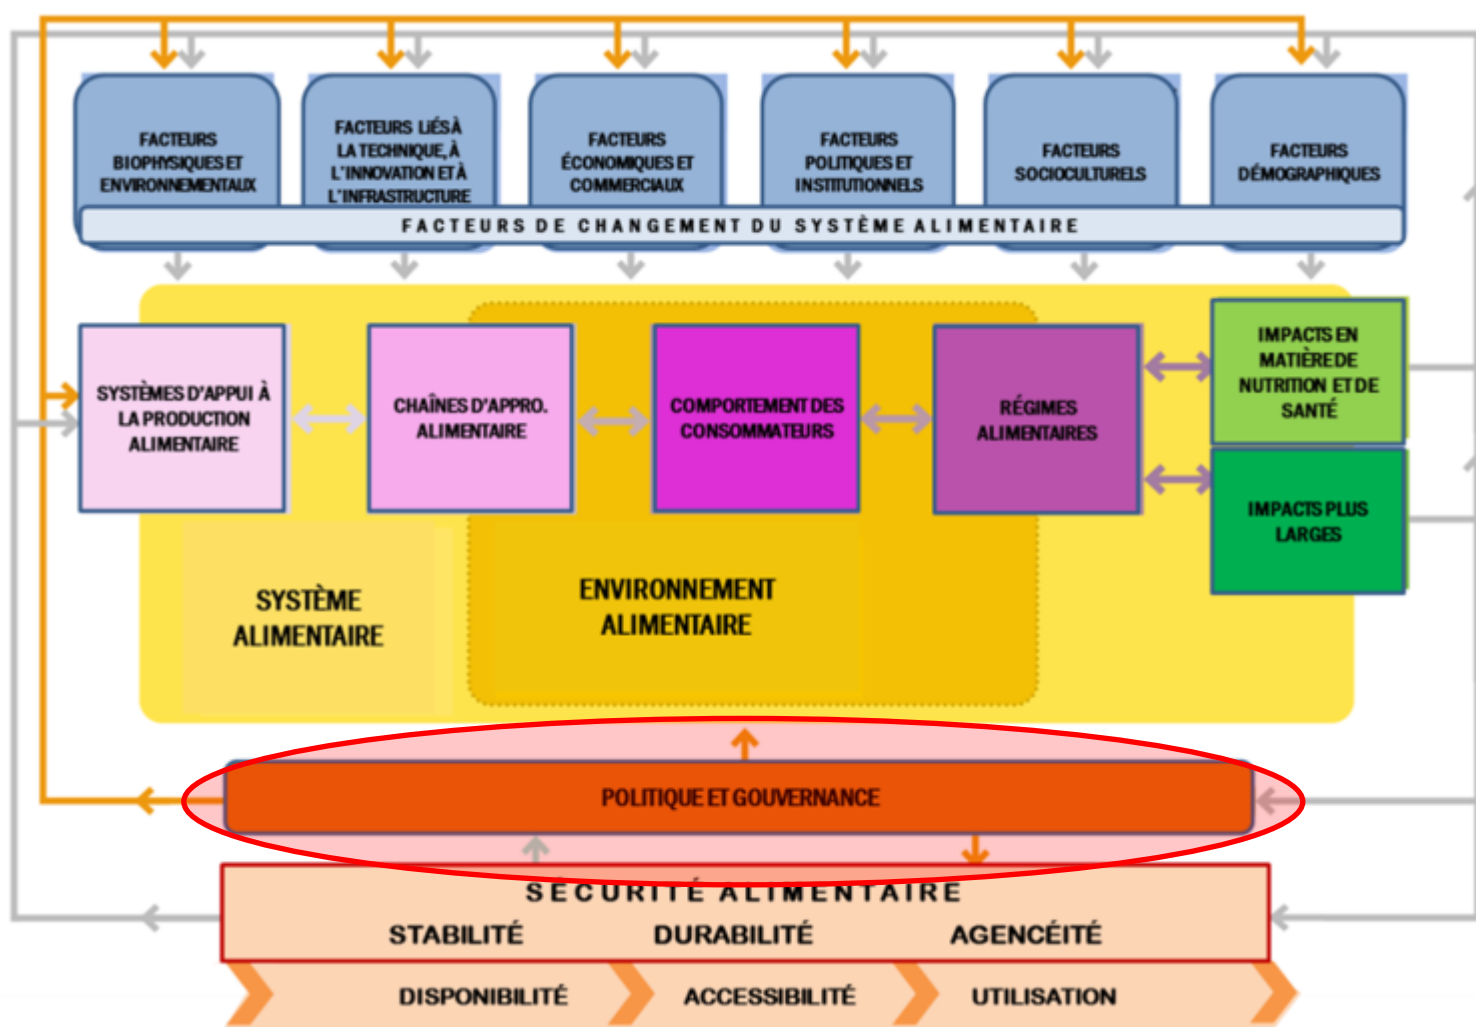 FACTEURS
BIOPHYSIQUES ET
ENVIRONNEMENTAUX
FACTEURS LiÉS À
LA TECHNIQUE, À
L'INNOVATION ET À
L'INFRASTRUCTURE
FACTEURS
ÉCONOMIQUES ET
COMMERCIAUX
FACTEURS
POLITIQUES ET
INSTITUTIONNELS
FACTEURS
SOCIOCULTURELS
FACTEURS
DÉMOGRAPHIQUES
FACTEURS DE CHANGEMENT DU SYSTÈME ALIMENTAIRE
SYSTÈMES D'APPUI À
LA PRODUCTION
ALIMENTAIRE
CHAÎNES D'APPRO.
ALIMENTAIRE
COMPORTEMENT DES
CONSOMMATEURS
RÉGIMES
ALIMENTAIRES
IMPACTS EN
MATIÈRE DE
NUTRITION ET DE
SANTÉ
IMPACTS PLUS
LARGES
SYSTÈME
ALIMENTAIRE
ENVIRONNEMENT
ALIMENTAIRE
POLITIQUE ET GOUVERNANCE
SÉCURITÉ ALIMENTAIRE
STABILITÉ DURABILITÉ AGENCÉITÉ
DISPONIBILITÉ ACCESSIBILITÉ UTILISATION